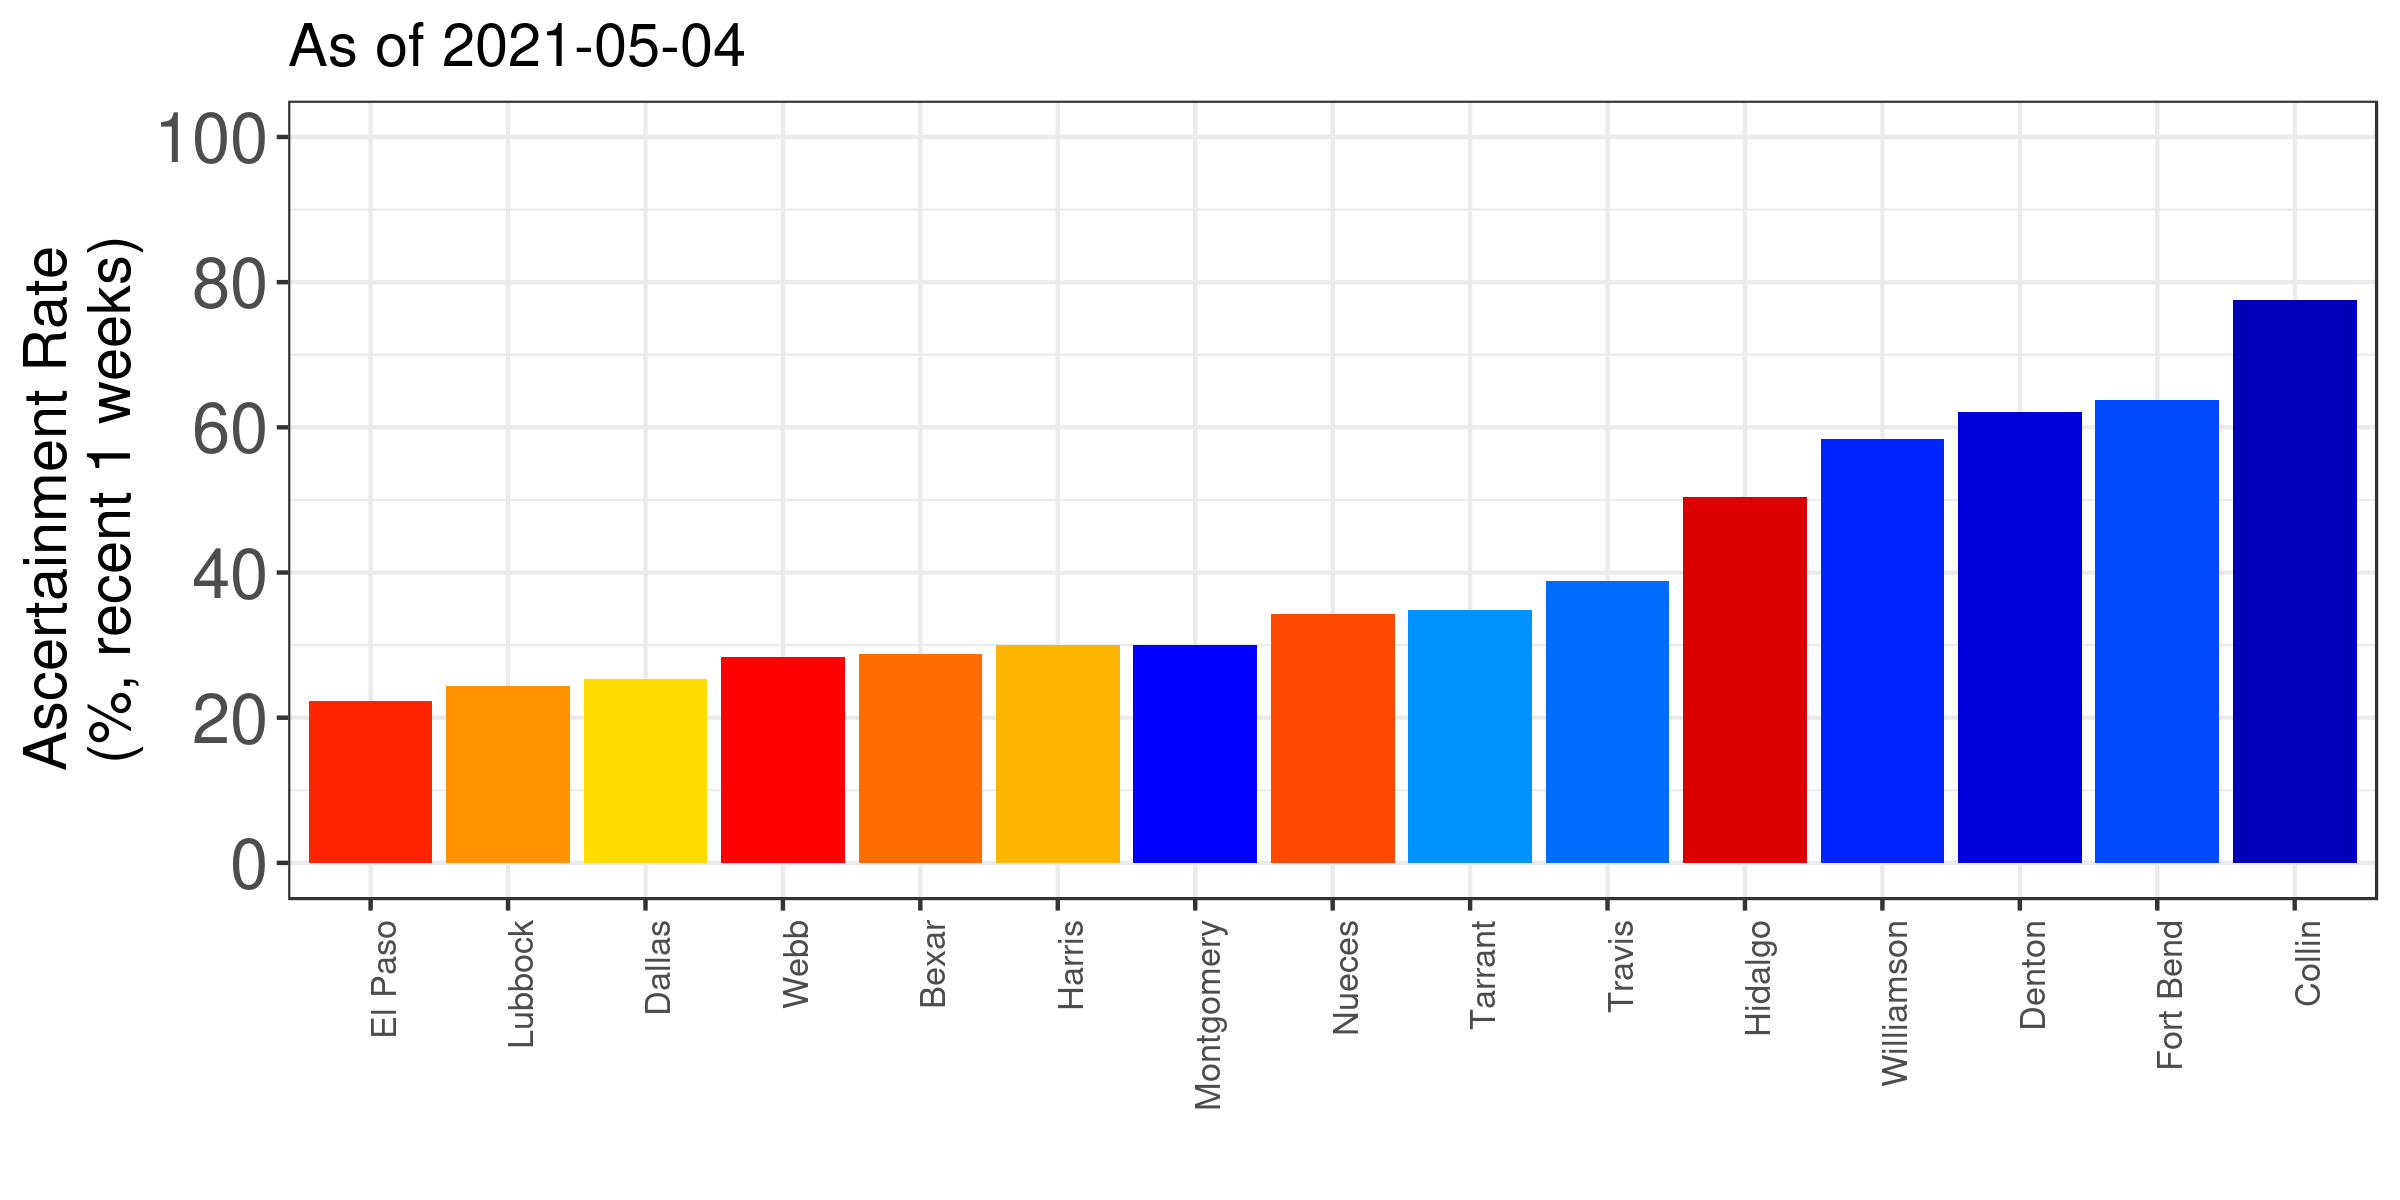 As of 2021-05-04
Ascertainment Rate
(%, recent 1 weeks)
100
80
60
40
20
0
El Paso
Lubbock
Dallas
Webb
Bexar
Harris
Montgomery
Nueces
Tarrant
Travis
Hidalgo
Williamson
Denton
Fort Bend
Collin